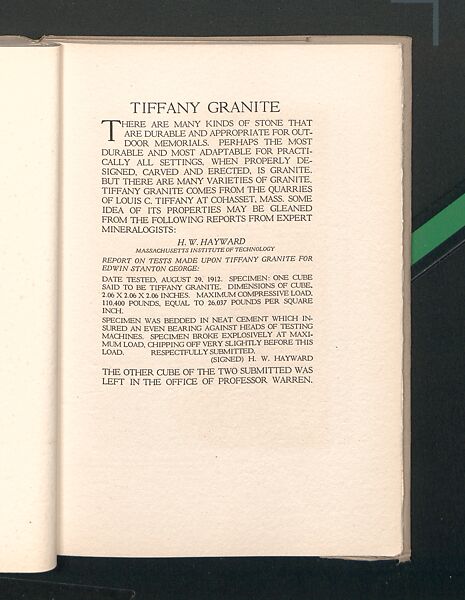 TIFFANY GRANITE
THERE ARE MANY KINDS OF STONE THAT
ARE DURABLE AND APPROPRIATE FOR OUT-
DOOR MEMORIALS. PERHAPS THE MOST
DURABLE AND MOST ADAPTABLE FOR PRACTI-
CALLY ALL SETTINGS, WHEN PROPERLY DE-
SIGNED, CARVED AND ERECTED, IS GRANITE.
BUT THERE ARE MANY VARIETIES OF GRANITE.
TIFFANY GRANITE COMES FROM THE QUARRIES
OF LOUIS C. TIFFANY AT COHASSET, MASS. SOME
IDEA OF ITS PROPERTIES MAY BE GLEANED
FROM THE FOLLOWING REPORTS FROM EXPERT
MINERALOGISTS:
H. W. HAYWARD
MASSACHUSETTS INSTITUTE OF TECHNOLOGY
REPORT ON TESTS MADE UPON TIFFANY GRANITE FOR
EDWIN STANTON GEORGE:
DATE TESTED, AUGUST 29, 1912. SPECIMEN: ONE CUBE
SAID TO BE TIFFANY GRANITE. DIMENSIONS OF CUBE,
2.06 X 2.06 X 2.06 INCHES. MAXIMUM COMPRESSIVE LOAD,
110,400 POUNDS, EQUAL TO 26,037 POUNDS PER SQUARE
INCH.
SPECIMEN WAS BEDDED IN NEAT CEMENT WHICH IN-
SURED AN EVEN BEARING AGAINST HEADS OF TESTING
MACHINES. SPECIMEN BROKE EXPLOSIVELY AT MAXI-
MUM LOAD, CHIPPING OFF VERY SLIGHTLY BEFORE THIS
LOAD. RESPECTFULLY SUBMITTED,
(SIGNED) H. W. HAYWARD
THE OTHER CUBE OF THE TWO SUBMITTED WAS
LEFT IN THE OFFICE OF PROFESSOR WARREN.